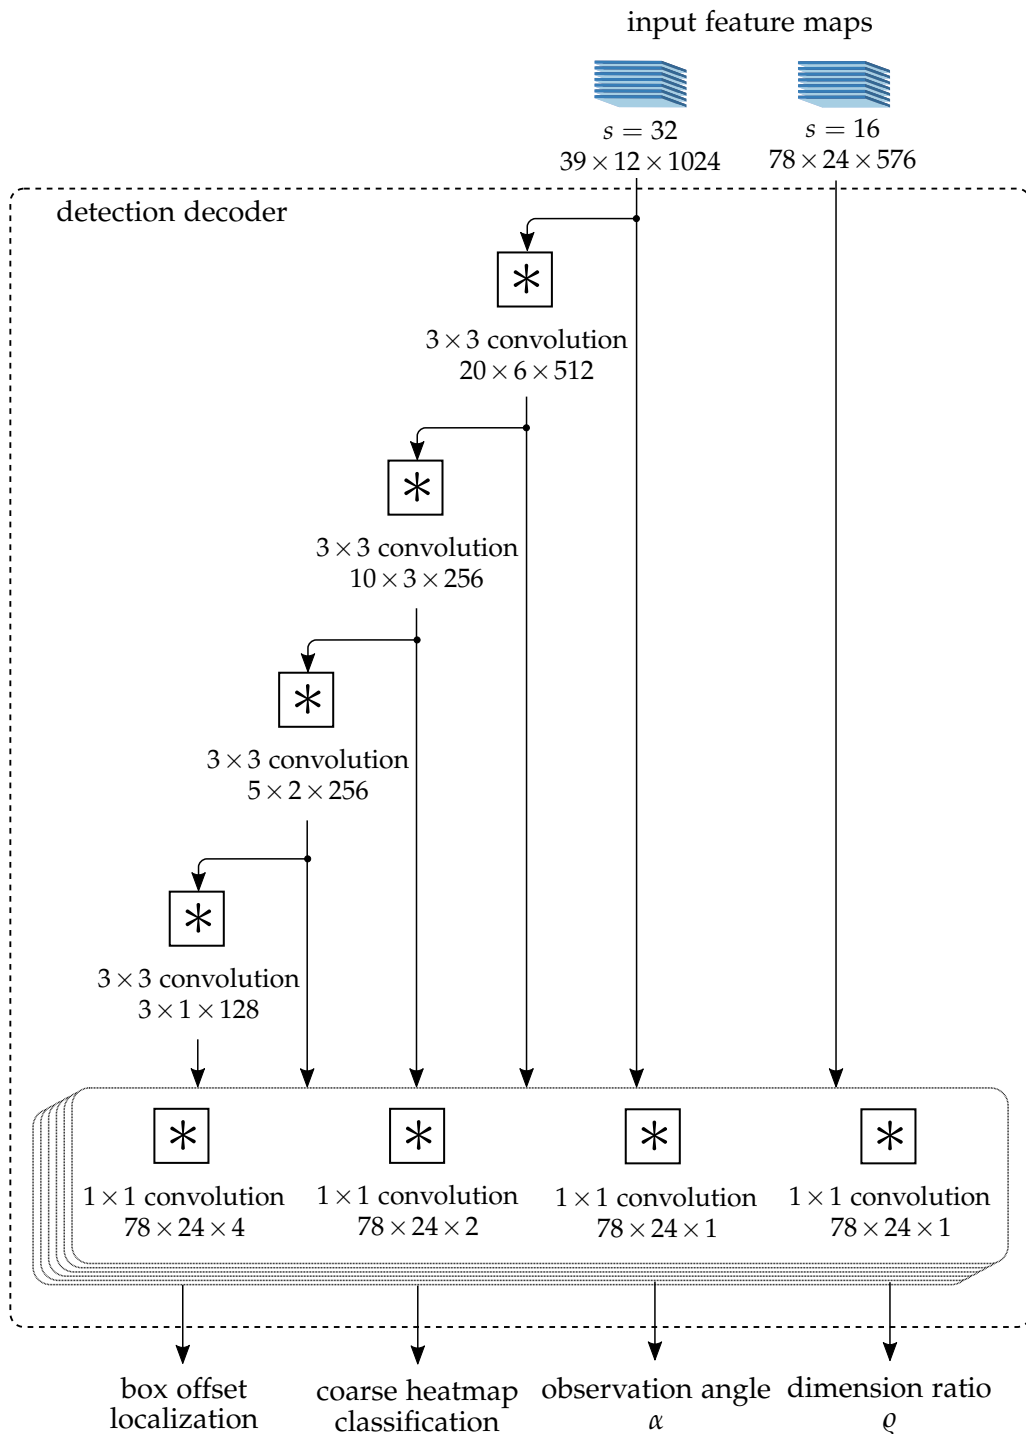 input feature maps
s = 32
39 × 12 × 1024
s = 16
78 × 24 × 576
detection decoder
3 × 3 convolution
20 × 6 × 512
3 × 3 convolution
10 × 3 × 256
3 × 3 convolution
5 × 2 × 256
3 × 3 convolution
3 × 1 × 128
1 × 1 convolution
78 × 24 × 4
1 × 1 convolution
78 × 24 × 2
1 × 1 convolution
78 × 24 × 1
1 × 1 convolution
78 × 24 × 1
box offset
localization
coarse heatmap
classification
observation angle
α
dimension ratio
ϱ